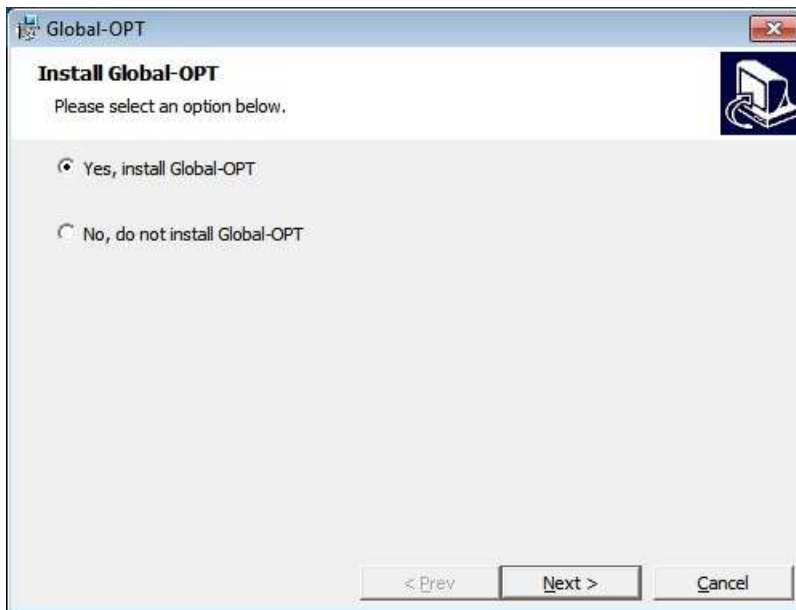 Global-OPT
Install Global-OPT
Please select an option below.
Yes, install Global-OPT
No, do not install Global-OPT
< Prev
Next >
Cancel